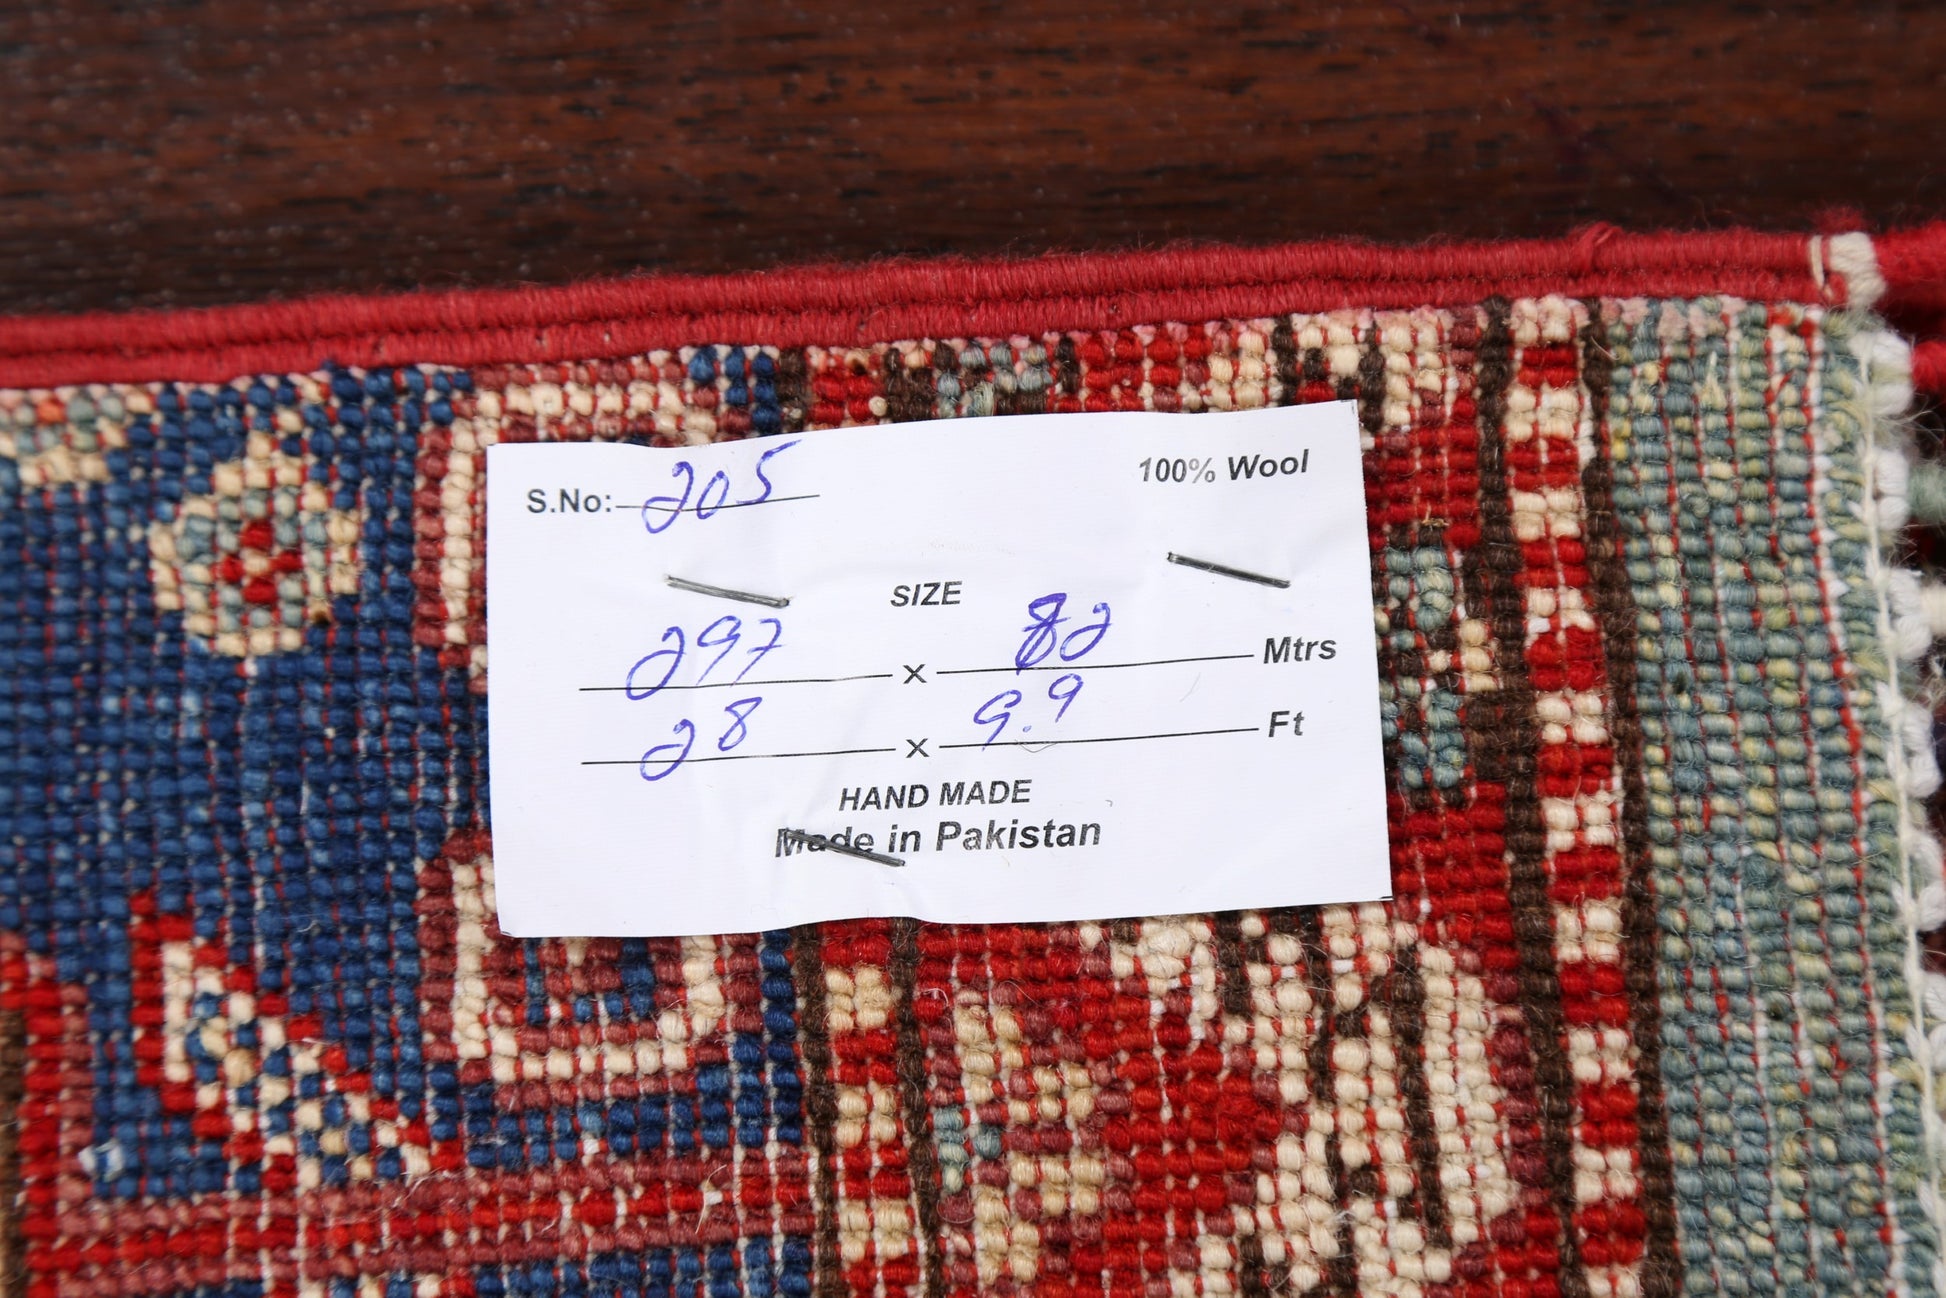 S.No: 205 100% Wool
SIZE
297 x 82 Mtrs
28 x 9.9 Ft
HAND MADE
Made in Pakistan